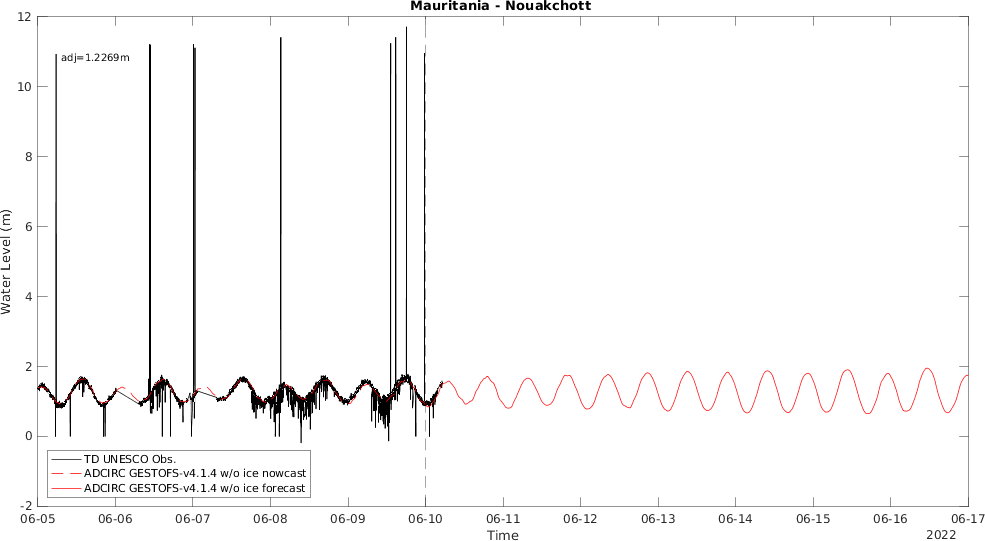 Mauritania - Nouakchott
12
10
8
6
4
2
0
-2
Water Level (m)
adj=1.2269m
TD UNESCO Obs.
ADCIRC GESTOFS-v4.1.4 w/o ice nowcast
ADCIRC GESTOFS-v4.1.4 w/o ice forecast
06-05 06-06 06-07 06-08 06-09 06-10 06-11 06-12 06-13 06-14 06-15 06-16 06-17
Time
2022